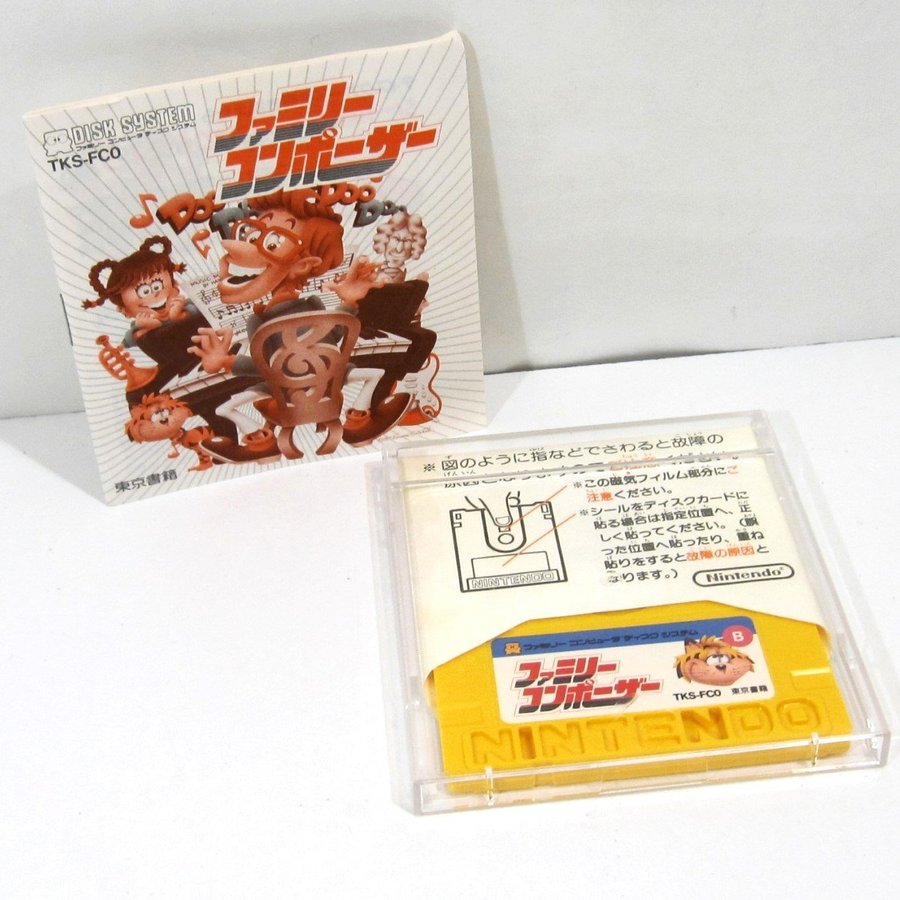 DISK SYSTEM
ファミリー コンピュータ ディスク システム
TKS-FCO
ファミリー
コンポーザー
東京書籍
※図のように指などでさわると故障の
※この磁気フィルム部分にご
注意ください。
※シールをディスクカードに
貼る場合は指定位置へ、正
しく貼ってください。(誤
った位置へ貼ったり、重ね
貼りをすると故障の原因と
なります。)
NINTENDO
Nintendo®
ファミリー コンピュータ ディスク システム
B
ファミリー
コンポーザー
TKS-FCO 東京書籍
NINTENDO